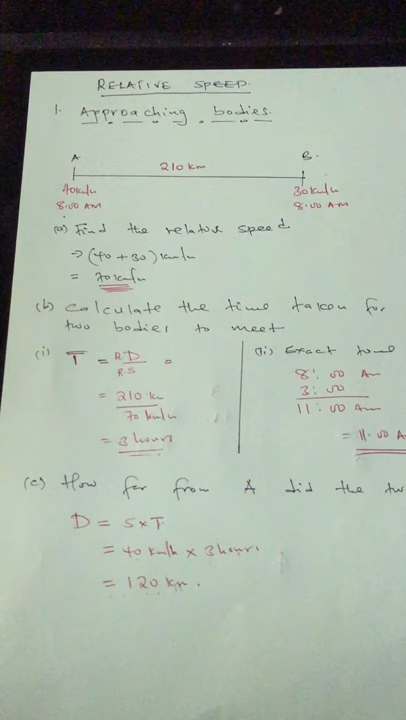 RELATIVE SPEED.
1. Approaching bodies.
A B.
210 km
40km/h 30km/h
8.00 AM 8.00 AM
(a) Find the relative speed
→ (40 + 30) km/h
= 70km/h
(b) Calculate the time taken for
two bodies to meet
(i) T = RD/RS
= 210 km/70 km/h
= 3 hours
(ii) Exact time
8:00 Am
3:00
11:00 Am
= 11.00 A
(c) How far from A did the
D = S×T
= 40 km/h × 3 hours.
= 120 km.